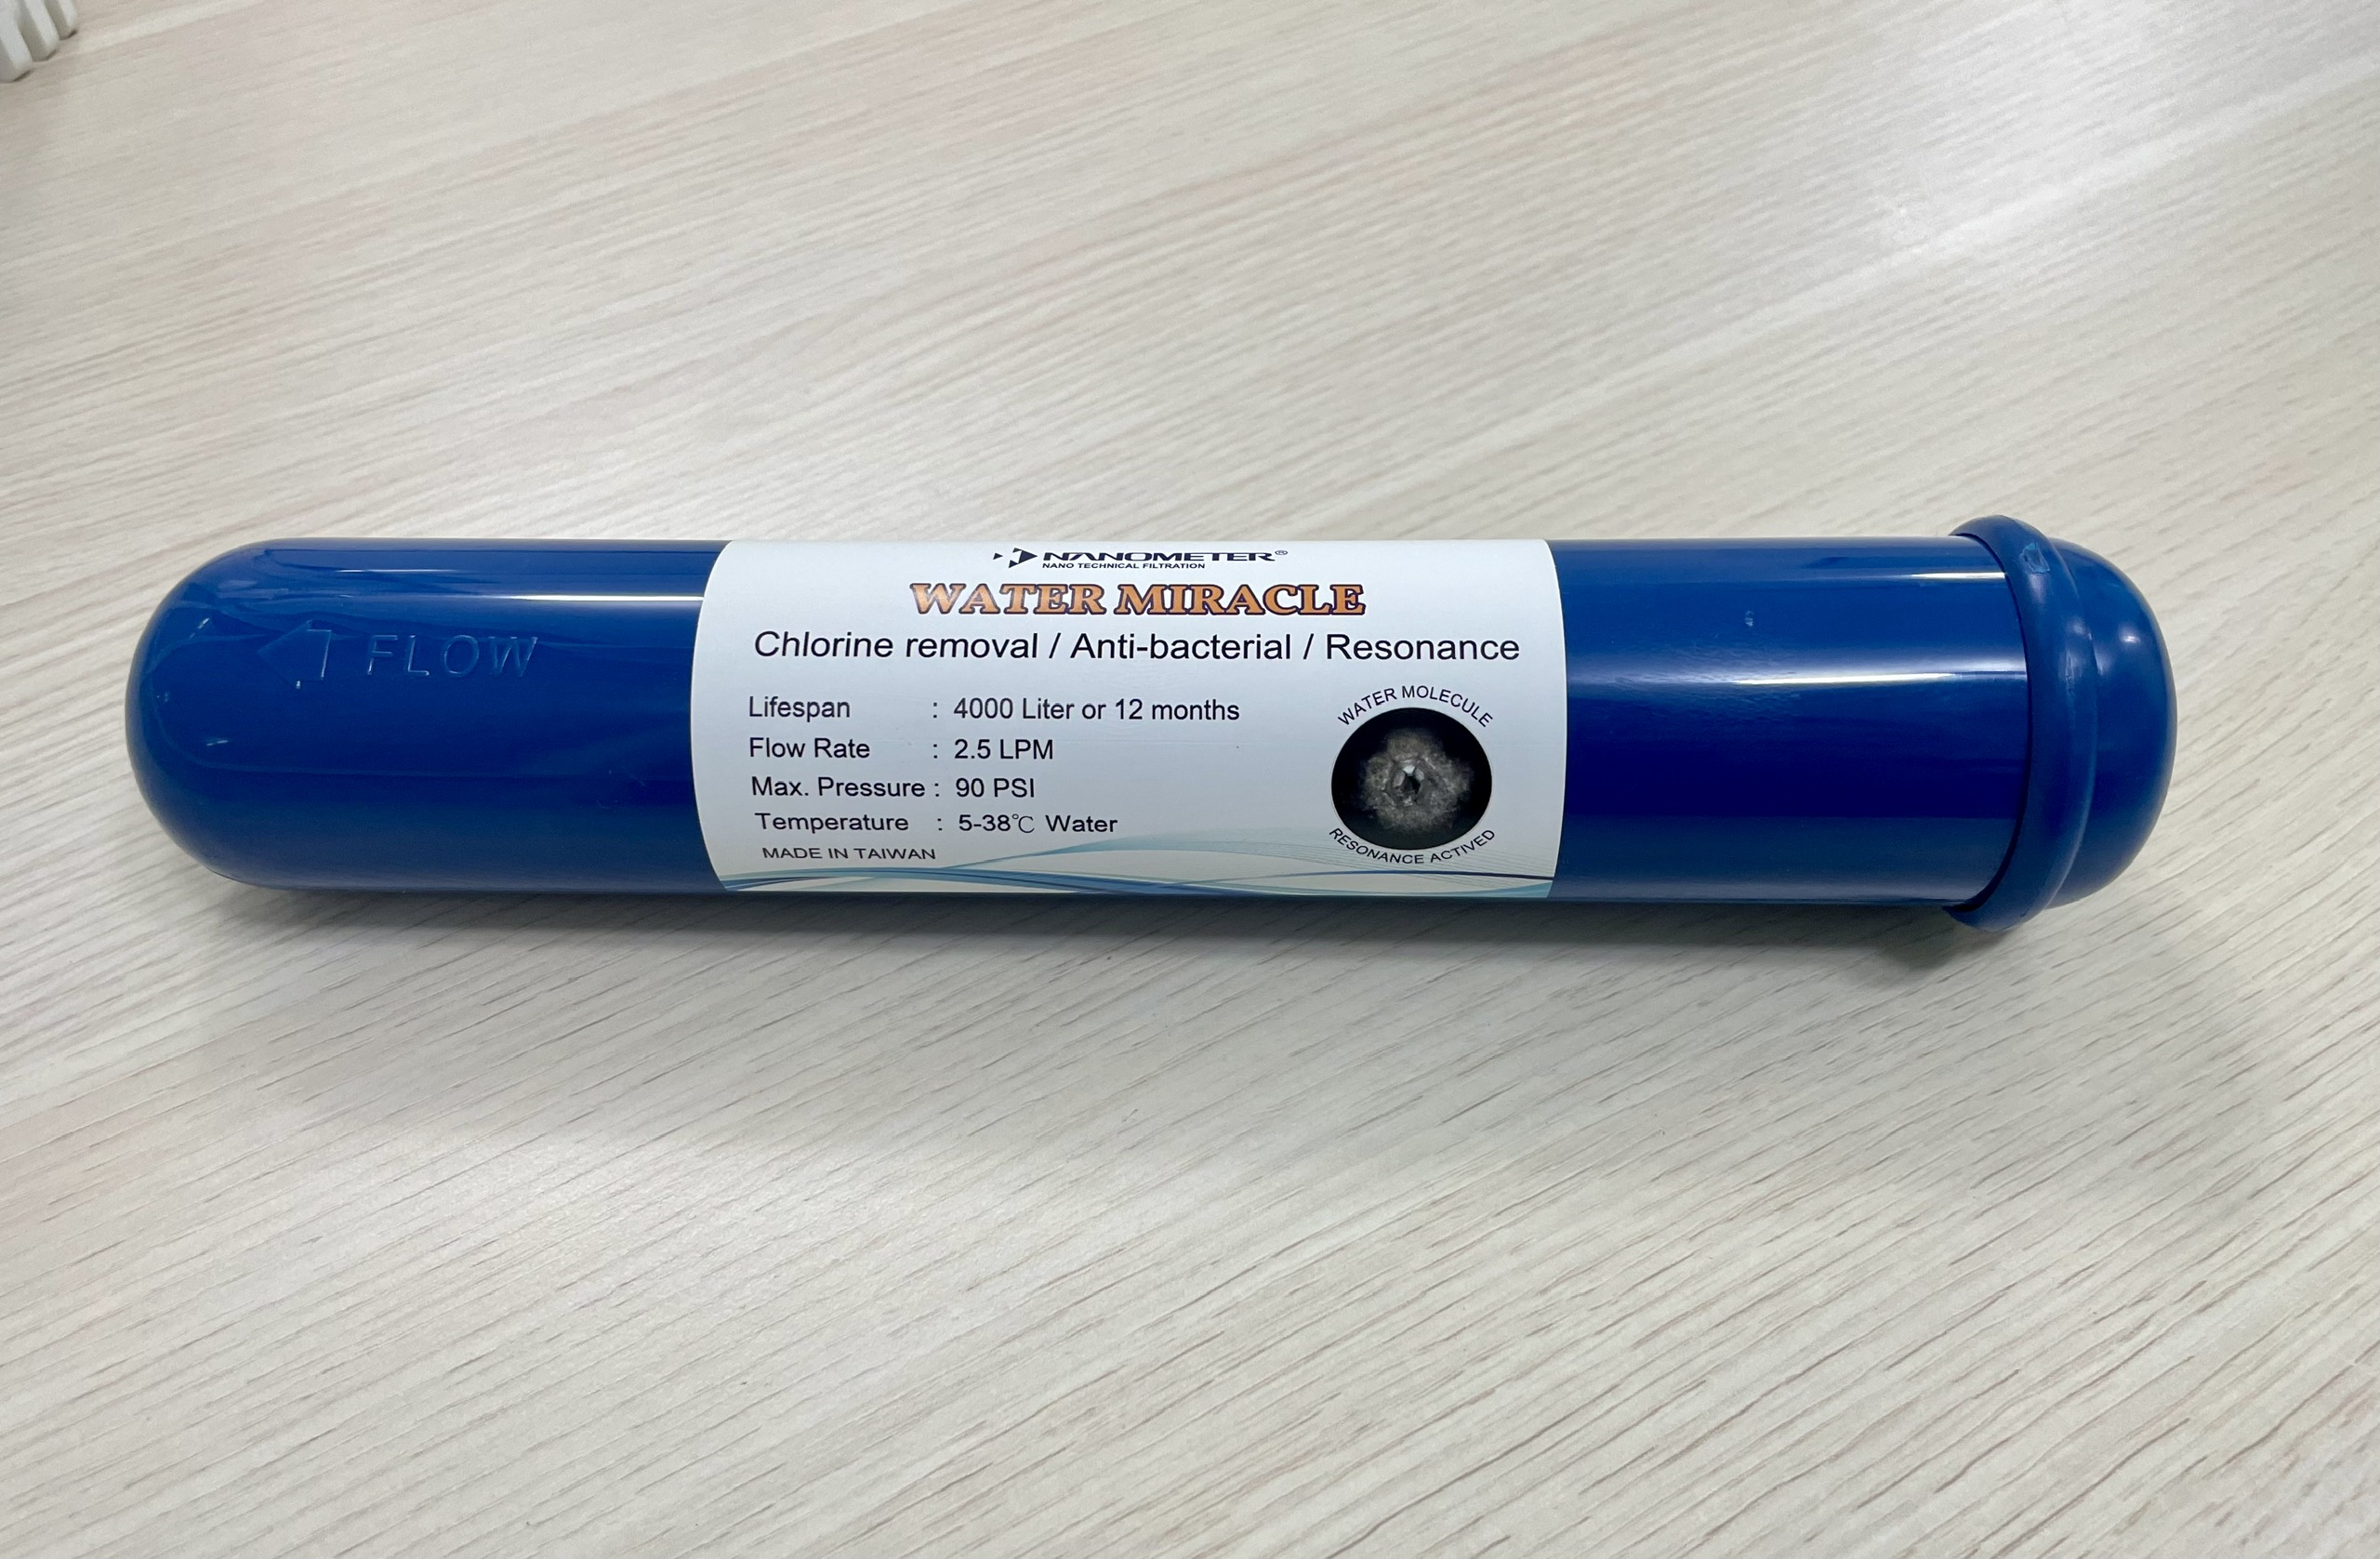 NANOMETER®
NANO TECHNICAL FILTRATION
WATER MIRACLE
Chlorine removal / Anti-bacterial / Resonance
Lifespan : 4000 Liter or 12 months
Flow Rate : 2.5 LPM
Max. Pressure : 90 PSI
Temperature : 5-38℃ Water
MADE IN TAIWAN
WATER MOLECULE
RESONANCE ACTIVED
FLOW